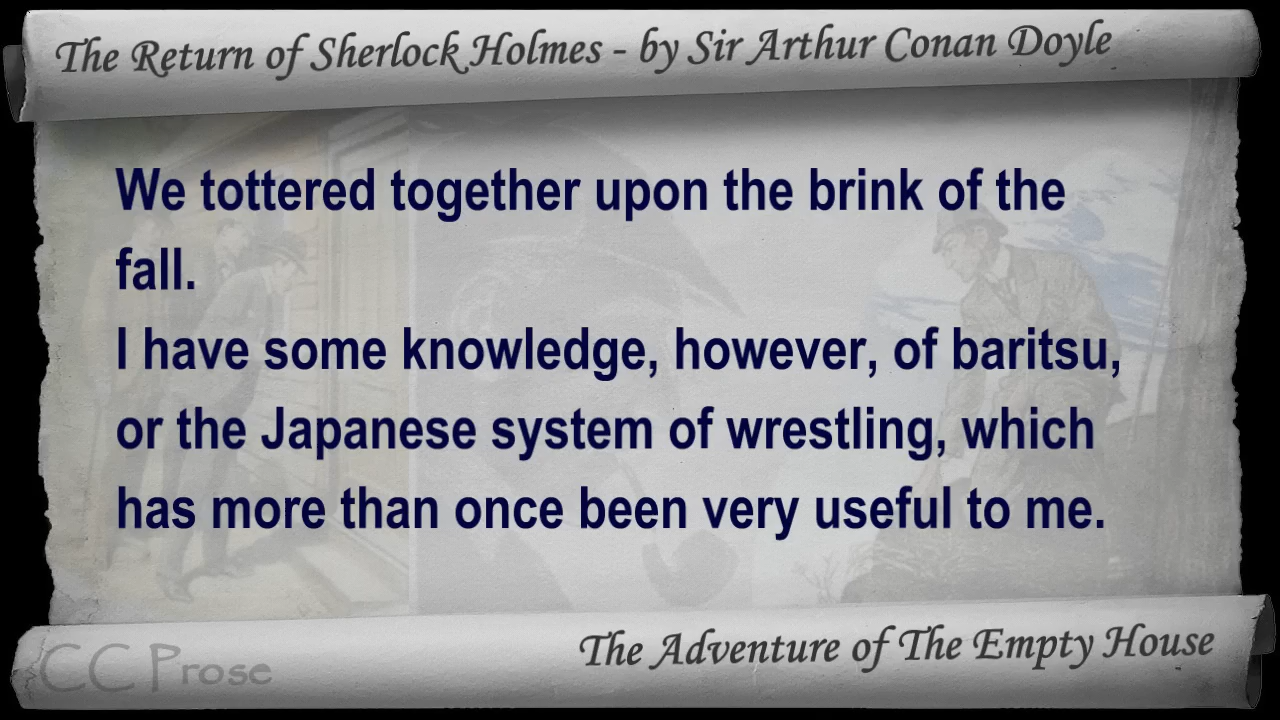 The Return of Sherlock Holmes - by Sir Arthur Conan Doyle
We tottered together upon the brink of the
fall.
I have some knowledge, however, of baritsu,
or the Japanese system of wrestling, which
has more than once been very useful to me.
CC Prose
The Adventure of The Empty House